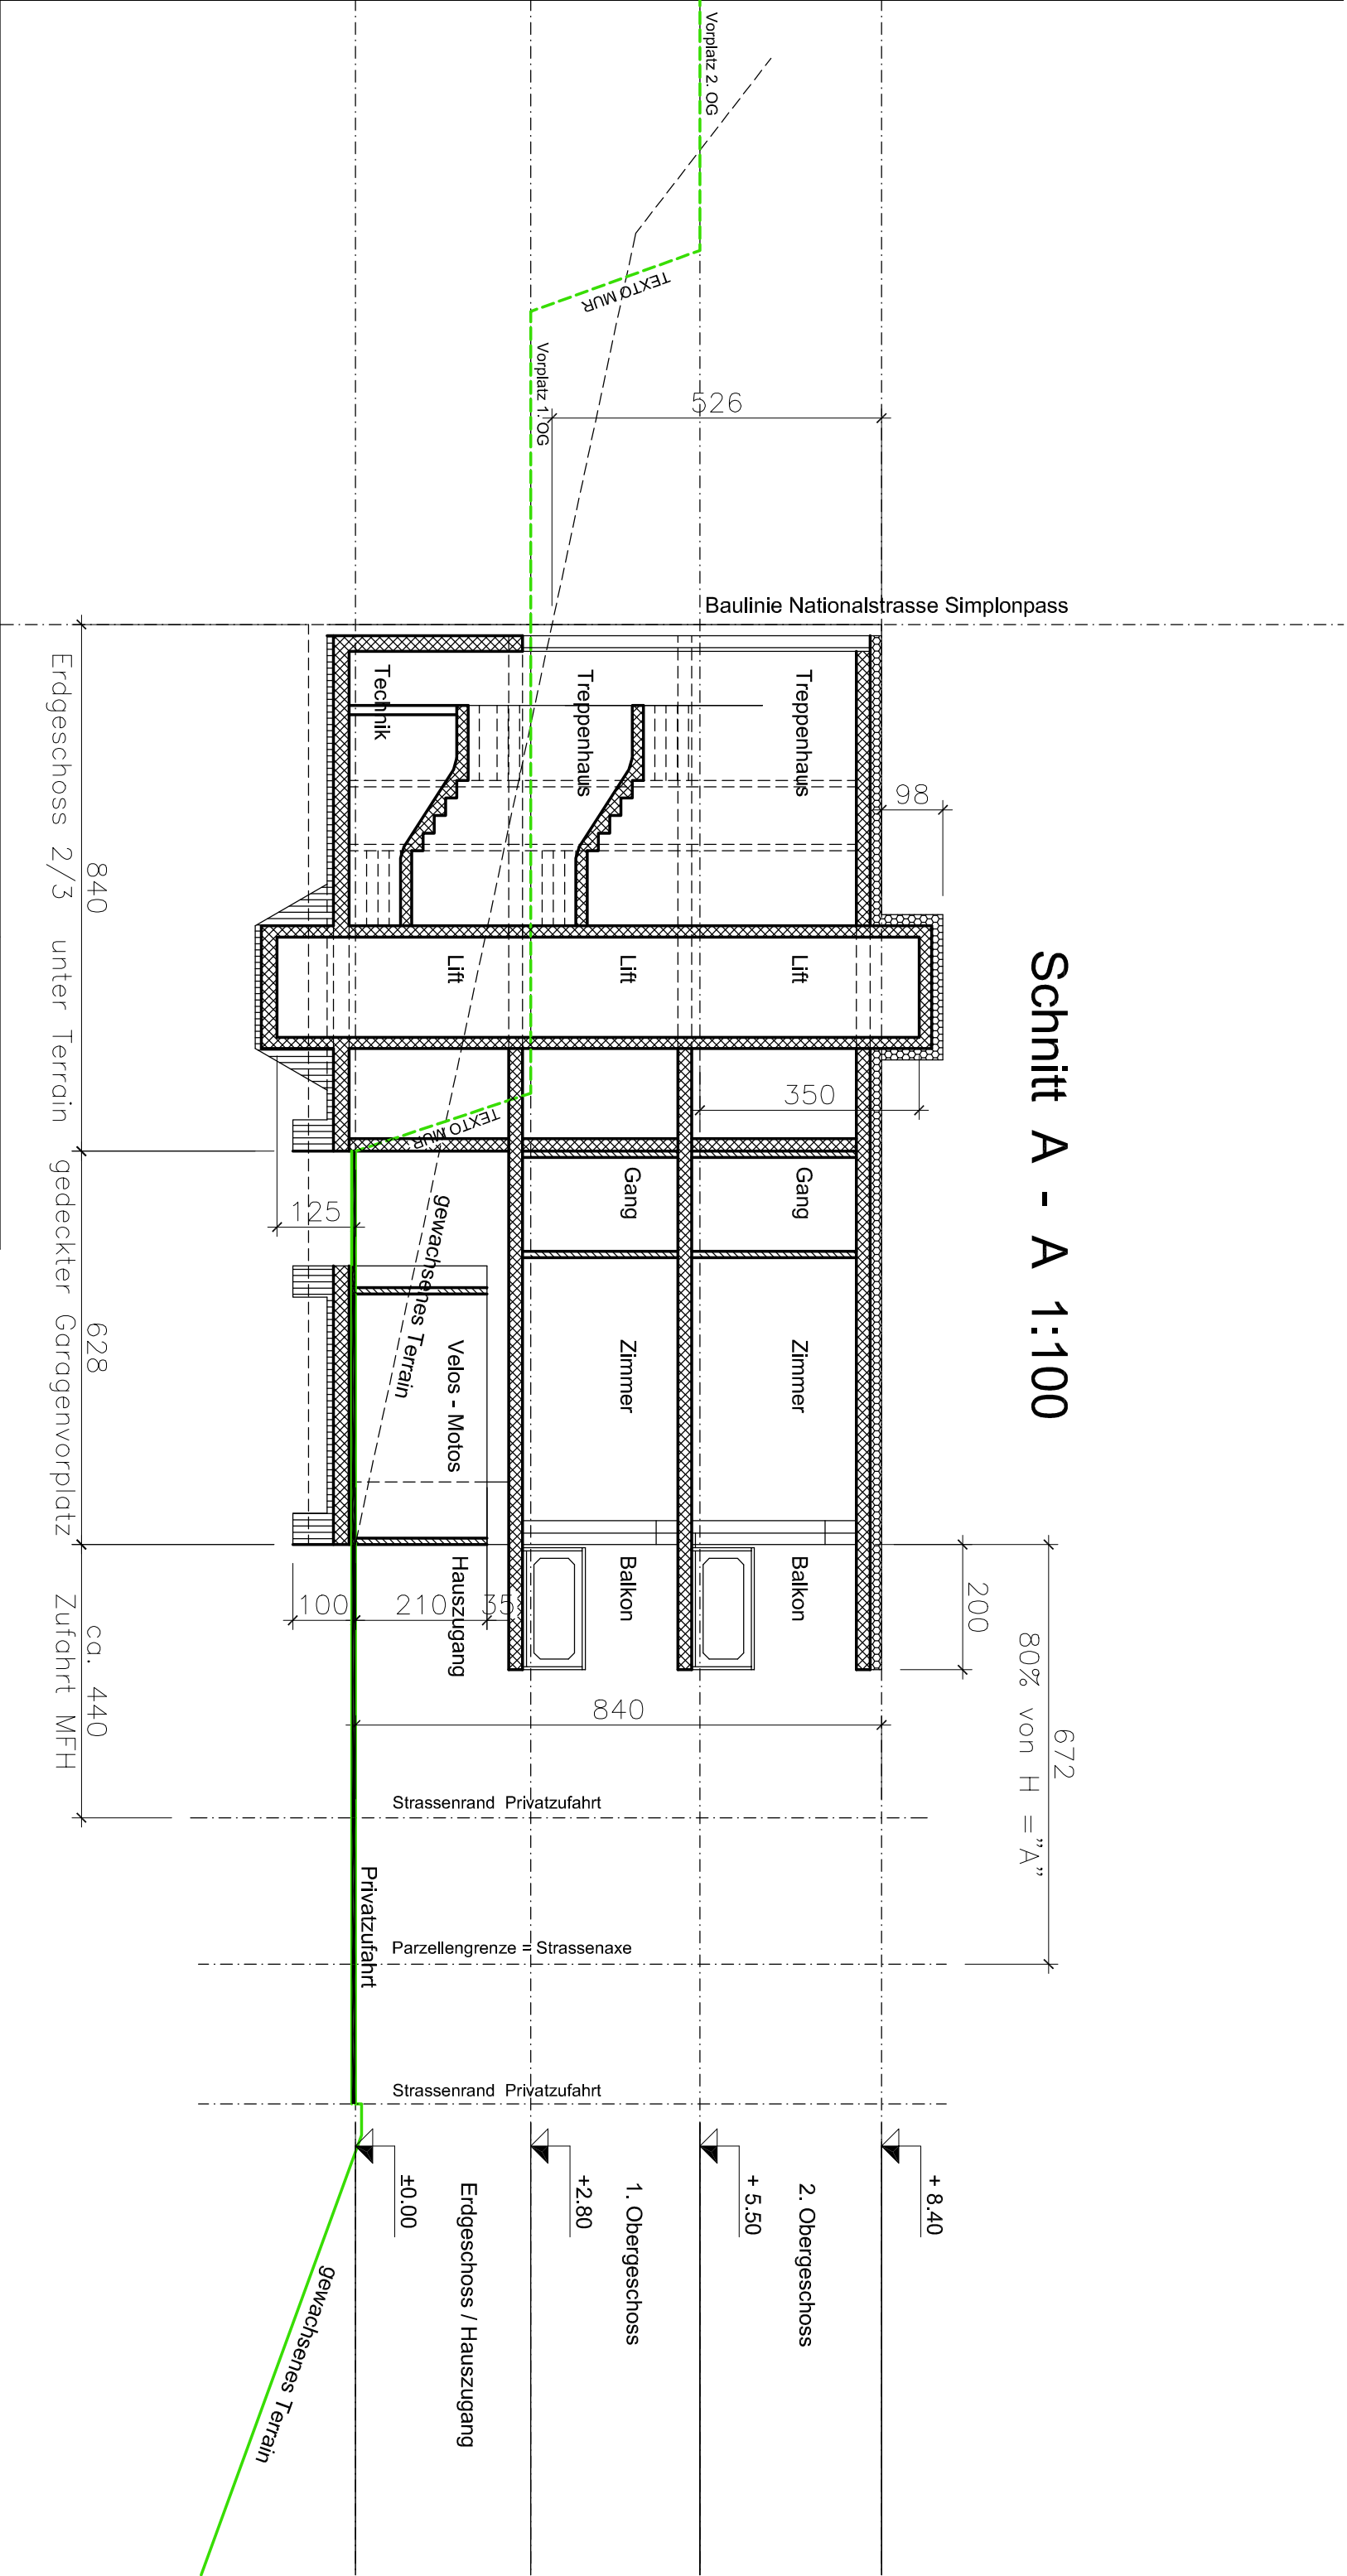 Schnitt A - A 1:100
Vorplatz 2. OG
TEXTO MUR
Vorplatz 1. OG
526
Baulinie Nationalstrasse Simplonpass
98
350
200
672
80% von H = "A"
Treppenhaus
Lift
Gang
Zimmer
Balkon
Treppenhaus
Lift
Gang
Zimmer
Balkon
Technik
Lift
TEXTO MUR
gewachsenes Terrain
Velos - Motos
Hauszugang
125
100
210
840
Strassenrand Privatzufahrt
Privatzufahrt
Parzellengrenze = Strassenaxe
Strassenrand Privatzufahrt
+ 8.40
2. Obergeschoss
+ 5.50
1. Obergeschoss
+2.80
Erdgeschoss / Hauszugang
±0.00
gewachsenes Terrain
840
628
ca. 440
Erdgeschoss 2/3 unter Terrain
gedeckter Garagenvorplatz
Zufahrt MFH